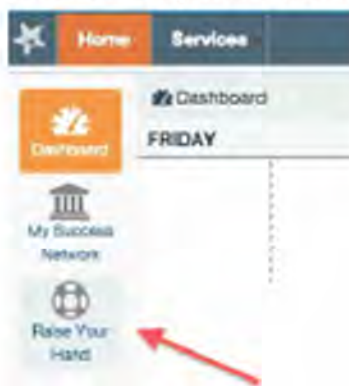 Home Services
Dashboard
FRIDAY
Dashboard
My Success
Network
Raise Your
Hand